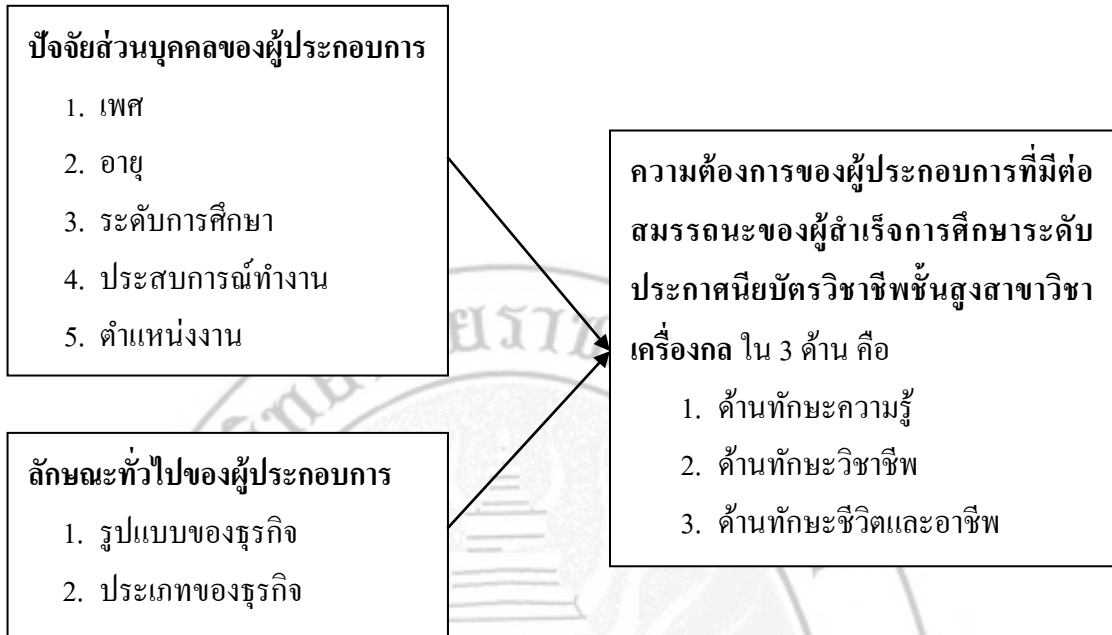 ปัจจัยส่วนบุคคลของผู้ประกอบการ
1. เพศ
2. อายุ
3. ระดับการศึกษา
4. ประสบการณ์ทำงาน
5. ตำแหน่งงาน
ลักษณะทั่วไปของผู้ประกอบการ
1. รูปแบบของธุรกิจ
2. ประเภทของธุรกิจ
ความต้องการของผู้ประกอบการที่มีต่อ
สมรรถนะของผู้สำเร็จการศึกษาระดับ
ประกาศนียบัตรวิชาชีพชั้นสูงสาขาวิชา
เครื่องกล ใน 3 ด้าน คือ
1. ด้านทักษะความรู้
2. ด้านทักษะวิชาชีพ
3. ด้านทักษะชีวิตและอาชีพ